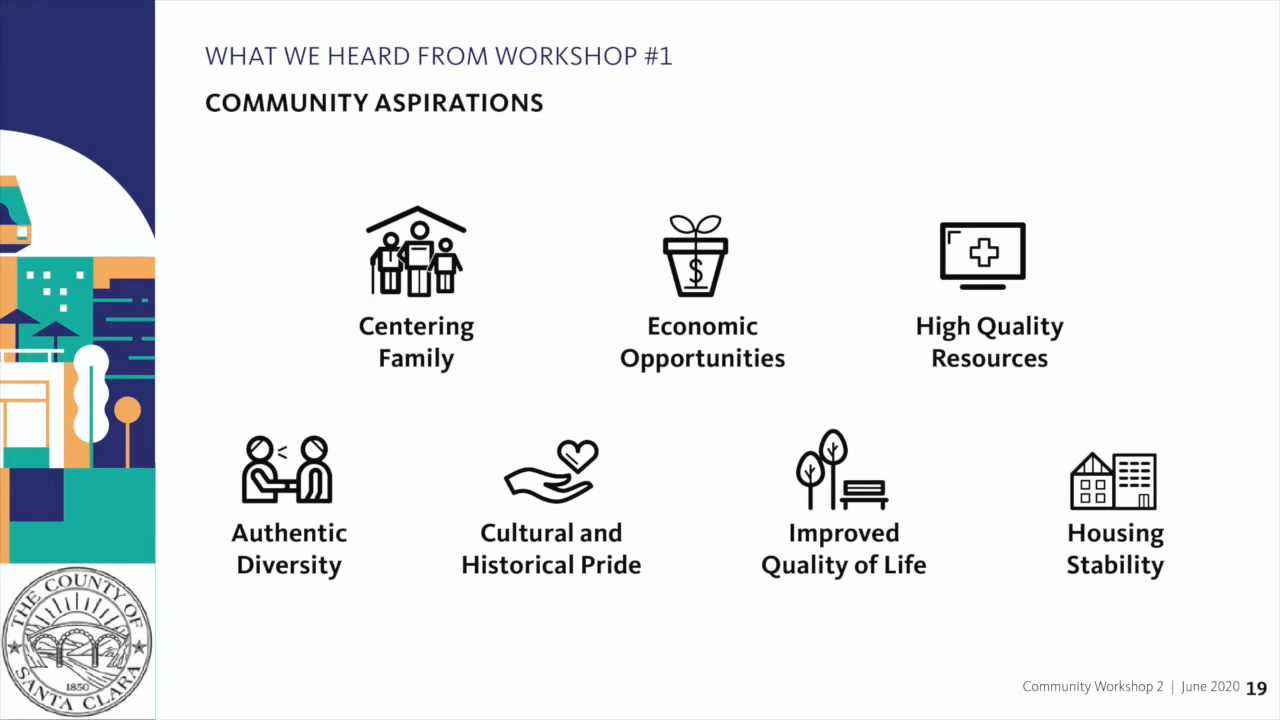 WHAT WE HEARD FROM WORKSHOP #1
COMMUNITY ASPIRATIONS
Centering
Family
$
Economic
Opportunities
High Quality
Resources
Authentic
Diversity
Cultural and
Historical Pride
Improved
Quality of Life
Housing
Stability
THE COUNTY OF
SANTA CLARA
1850
Community Workshop 2 | June 2020 19